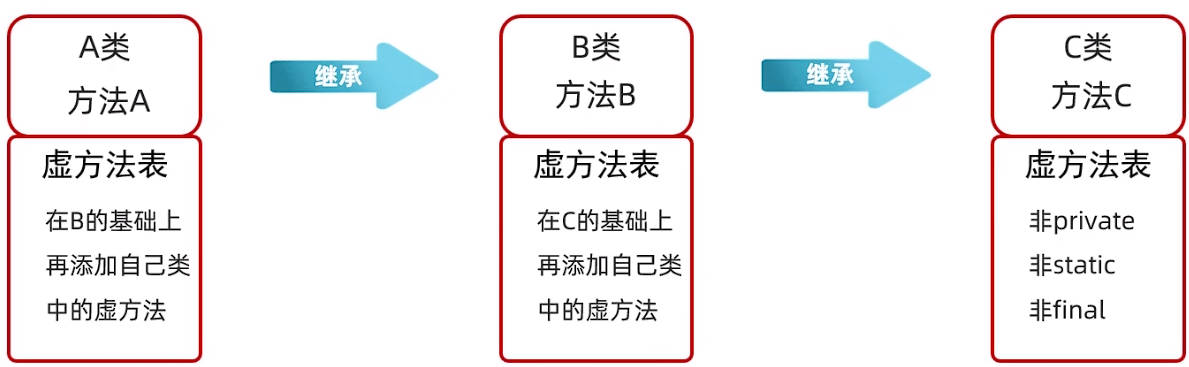 A类
方法A
虚方法表
在B的基础上
再添加自己类
中的虚方法
继承
B类
方法B
虚方法表
在C的基础上
再添加自己类
中的虚方法
继承
C类
方法C
虚方法表
非private
非static
非final